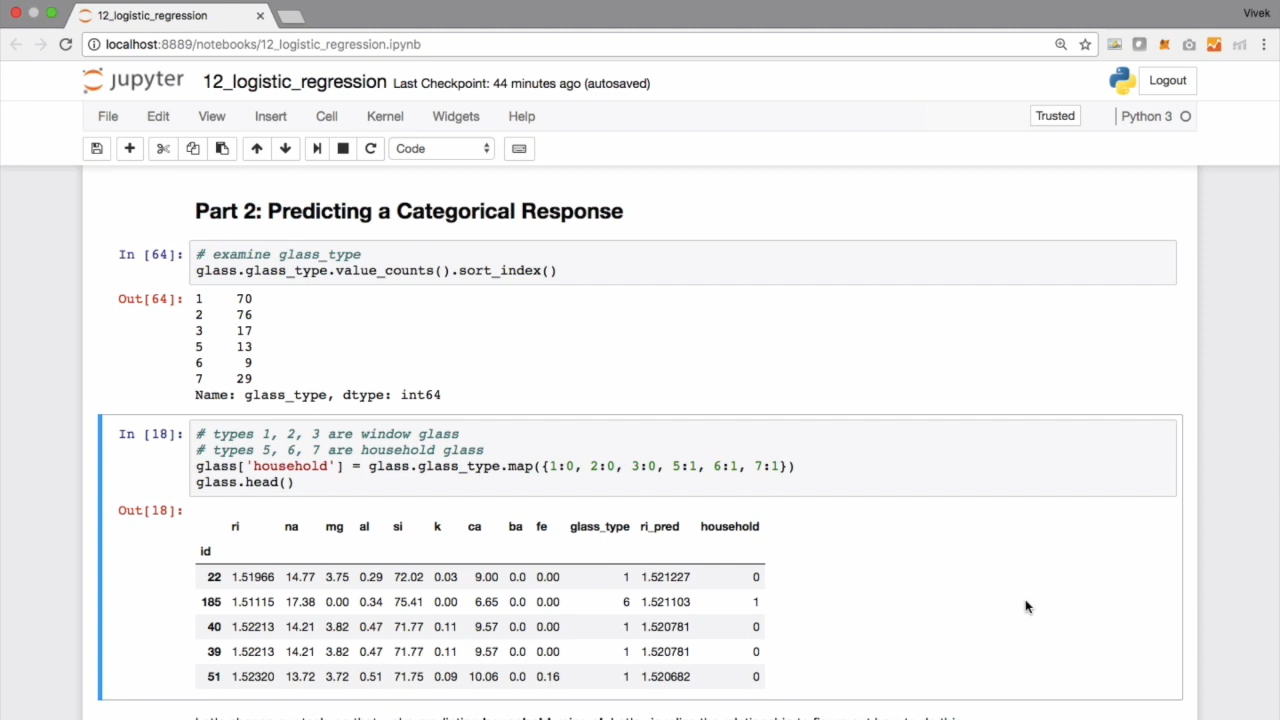 12_logistic_regression
Vivek
localhost:8889/notebooks/12_logistic_regression.ipynb
jupyter 12_logistic_regression Last Checkpoint: 44 minutes ago (autosaved) Logout
File Edit View Insert Cell Kernel Widgets Help Trusted Python 3
Code
Part 2: Predicting a Categorical Response
In [64]: # examine glass_type
glass.glass_type.value_counts().sort_index()
Out[64]: 1 70
2 76
3 17
5 13
6 9
7 29
Name: glass_type, dtype: int64
In [18]: # types 1, 2, 3 are window glass
# types 5, 6, 7 are household glass
glass['household'] = glass.glass_type.map({1:0, 2:0, 3:0, 5:1, 6:1, 7:1})
glass.head()
Out[18]:
ri na mg al si k ca ba fe glass_type ri_pred household
id
22 1.51966 14.77 3.75 0.29 72.02 0.03 9.00 0.0 0.00 1 1.521227 0
185 1.51115 17.38 0.00 0.34 75.41 0.00 6.65 0.0 0.00 6 1.521103 1
40 1.52213 14.21 3.82 0.47 71.77 0.11 9.57 0.0 0.00 1 1.520781 0
39 1.52213 14.21 3.82 0.47 71.77 0.11 9.57 0.0 0.00 1 1.520781 0
51 1.52320 13.72 3.72 0.51 71.75 0.09 10.06 0.0 0.16 1 1.520682 0